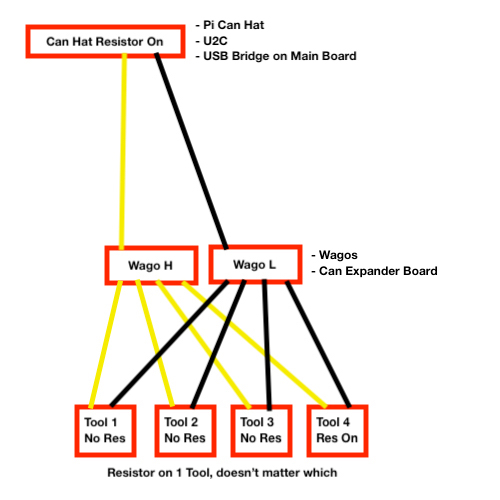 Can Hat Resistor On
- Pi Can Hat
- U2C
- USB Bridge on Main Board
Wago H
Wago L
- Wagos
- Can Expander Board
Tool 1
No Res
Tool 2
No Res
Tool 3
No Res
Tool 4
Res On
Resistor on 1 Tool, doesn't matter which